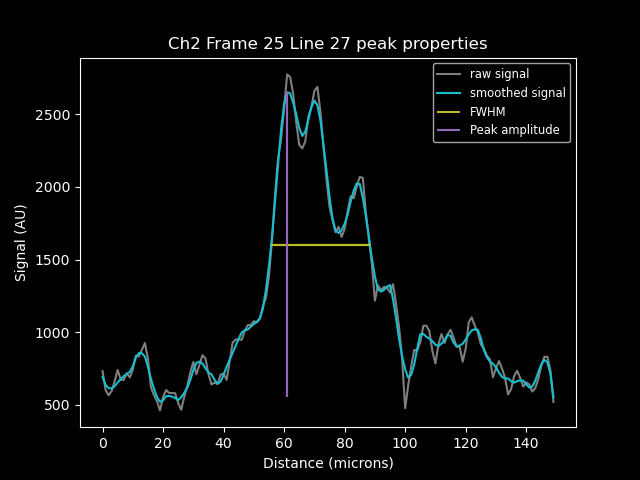 Ch2 Frame 25 Line 27 peak properties
raw signal
smoothed signal
FWHM
Peak amplitude
2500
2000
1500
1000
500
Signal (AU)
0 20 40 60 80 100 120 140
Distance (microns)